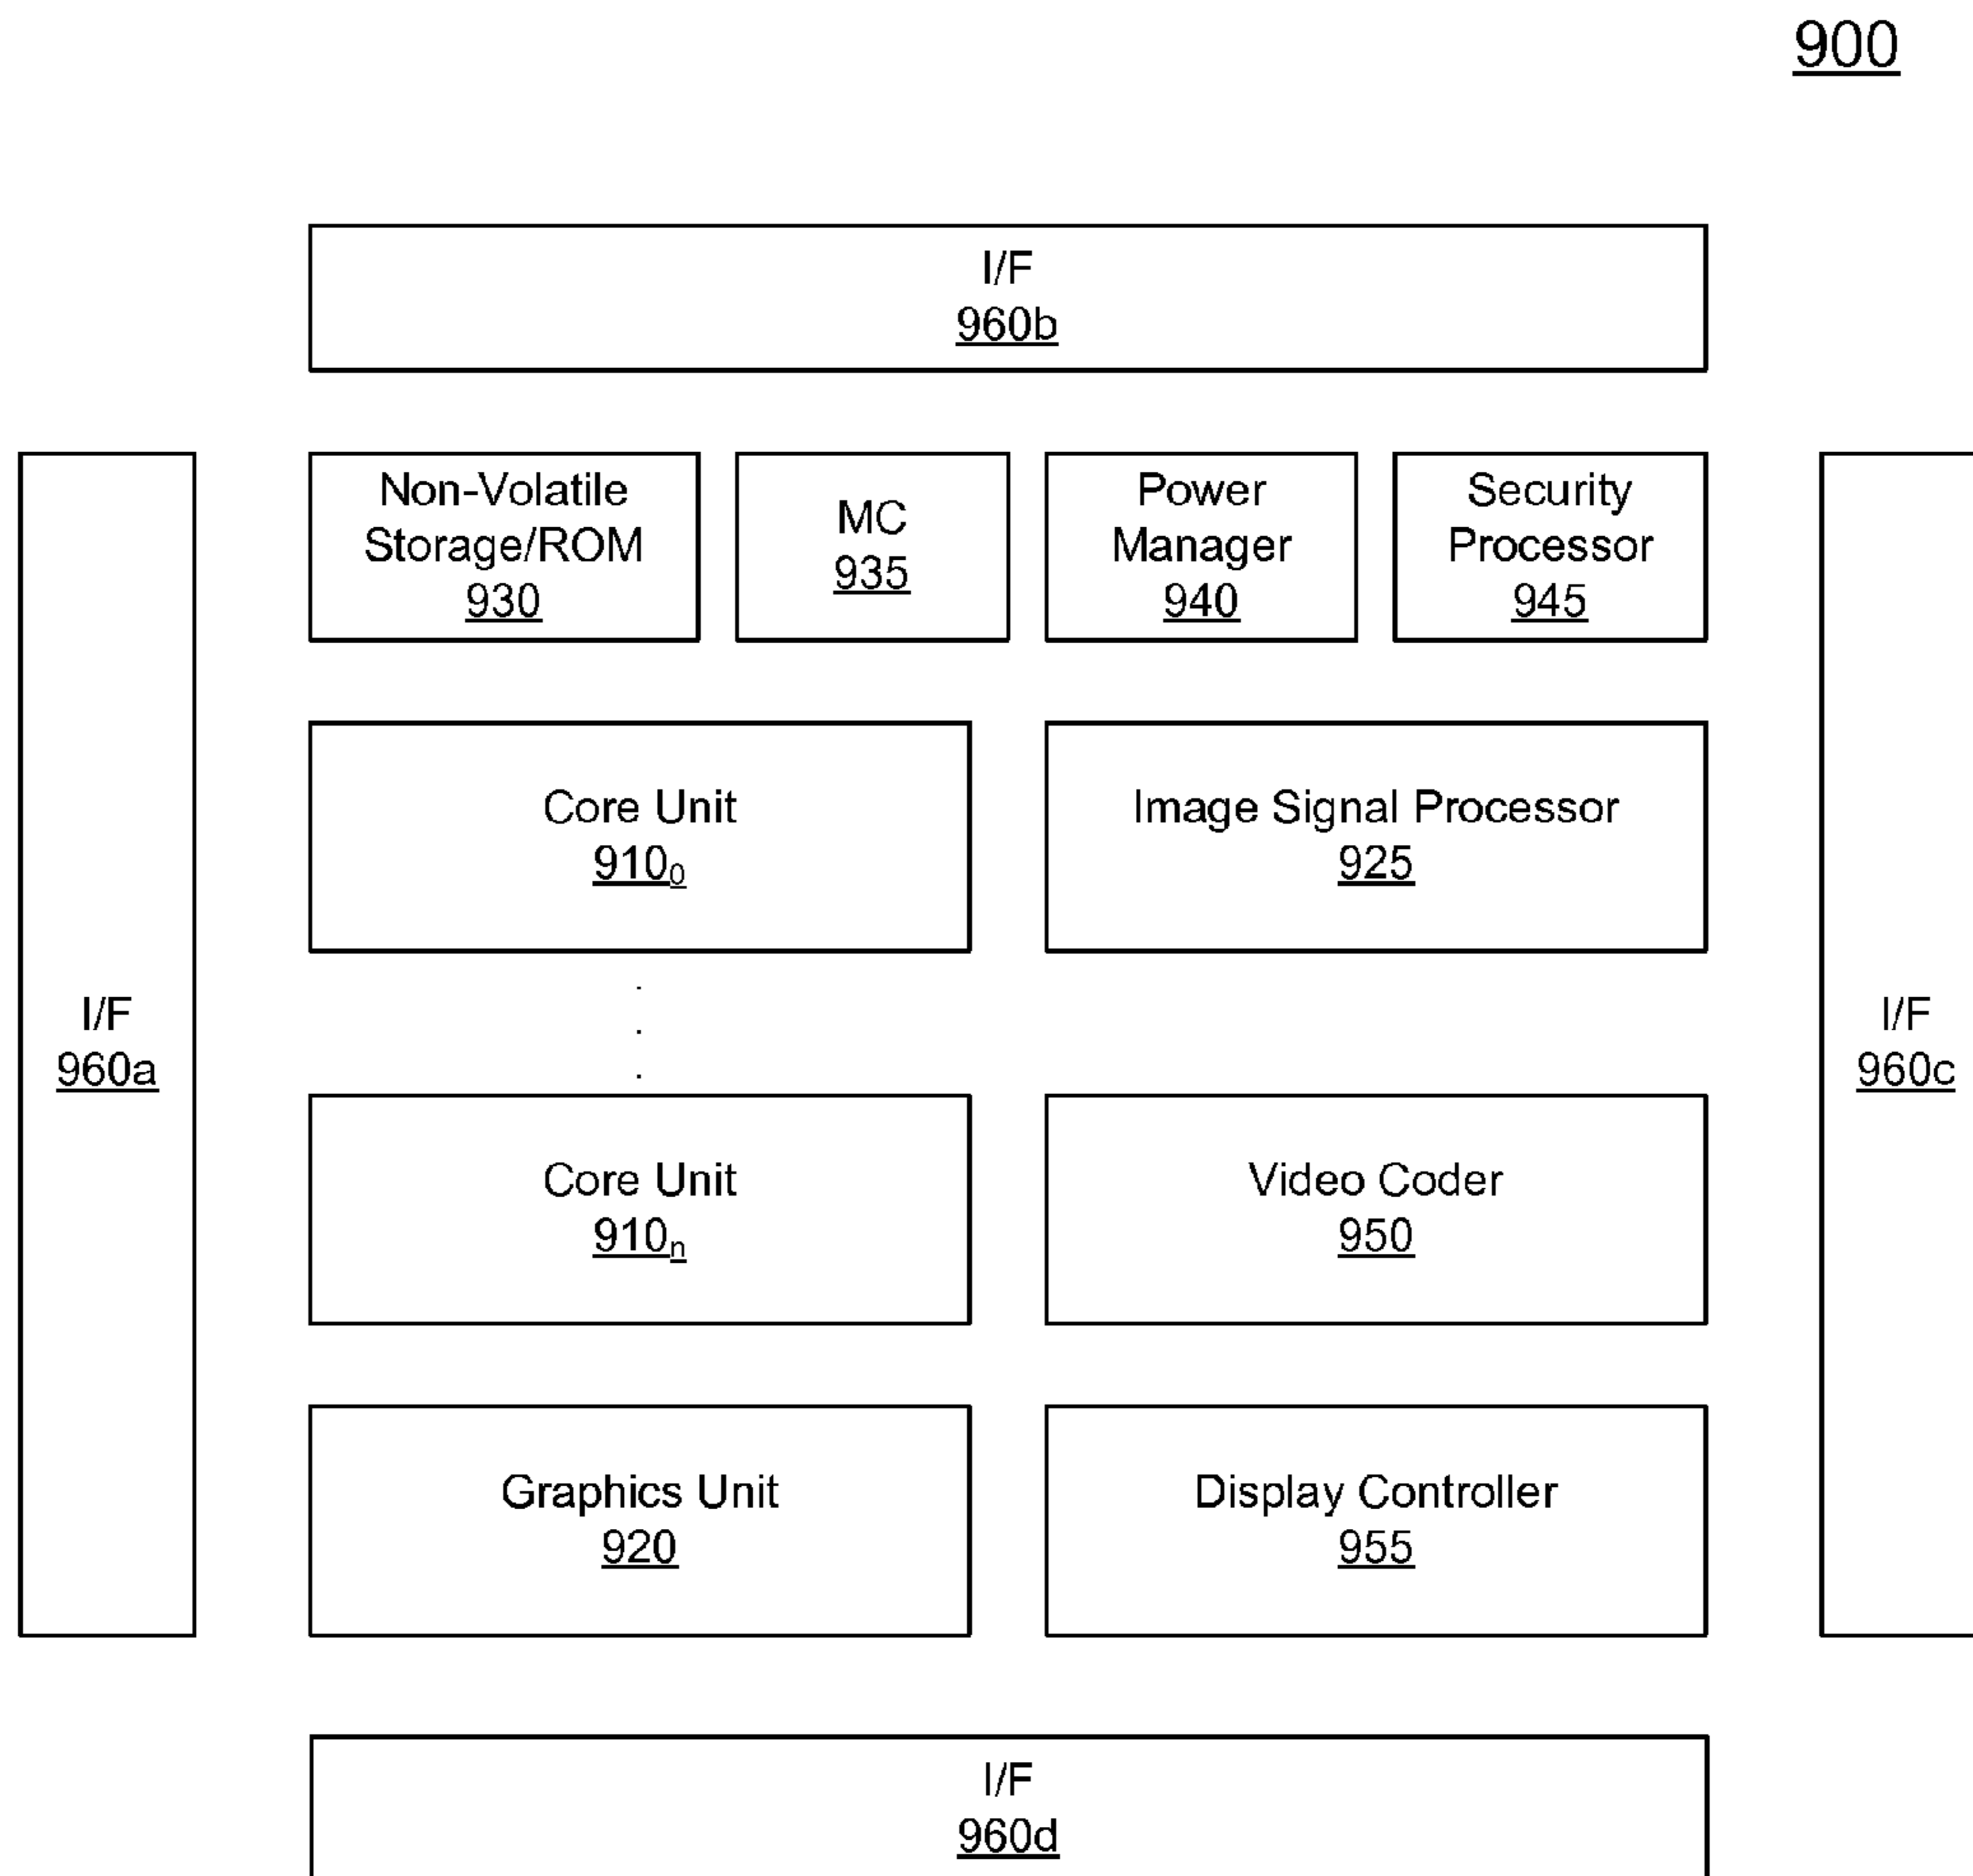 900
I/F
960b
Non-Volatile
Storage/ROM
930
MC
935
Power
Manager
940
Security
Processor
945
Core Unit
910₀
Image Signal Processor
925
I/F
960a
.
.
.
I/F
960c
Core Unit
910ₙ
Video Coder
950
Graphics Unit
920
Display Controller
955
I/F
960d